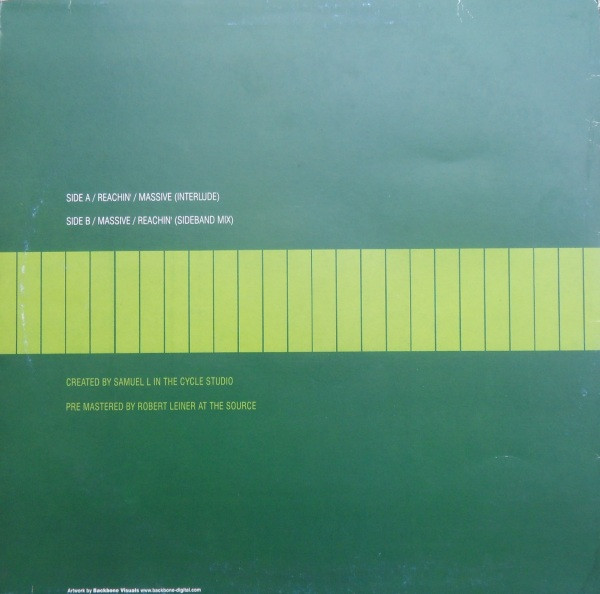 SIDE A / REACHIN' / MASSIVE (INTERLUDE)
SIDE B / MASSIVE / REACHIN' (SIDEBAND MIX)
CREATED BY SAMUEL L IN THE CYCLE STUDIO
PRE MASTERED BY ROBERT LEINER AT THE SOURCE
Artwork by Backbone Visuals www.backbone-digital.com